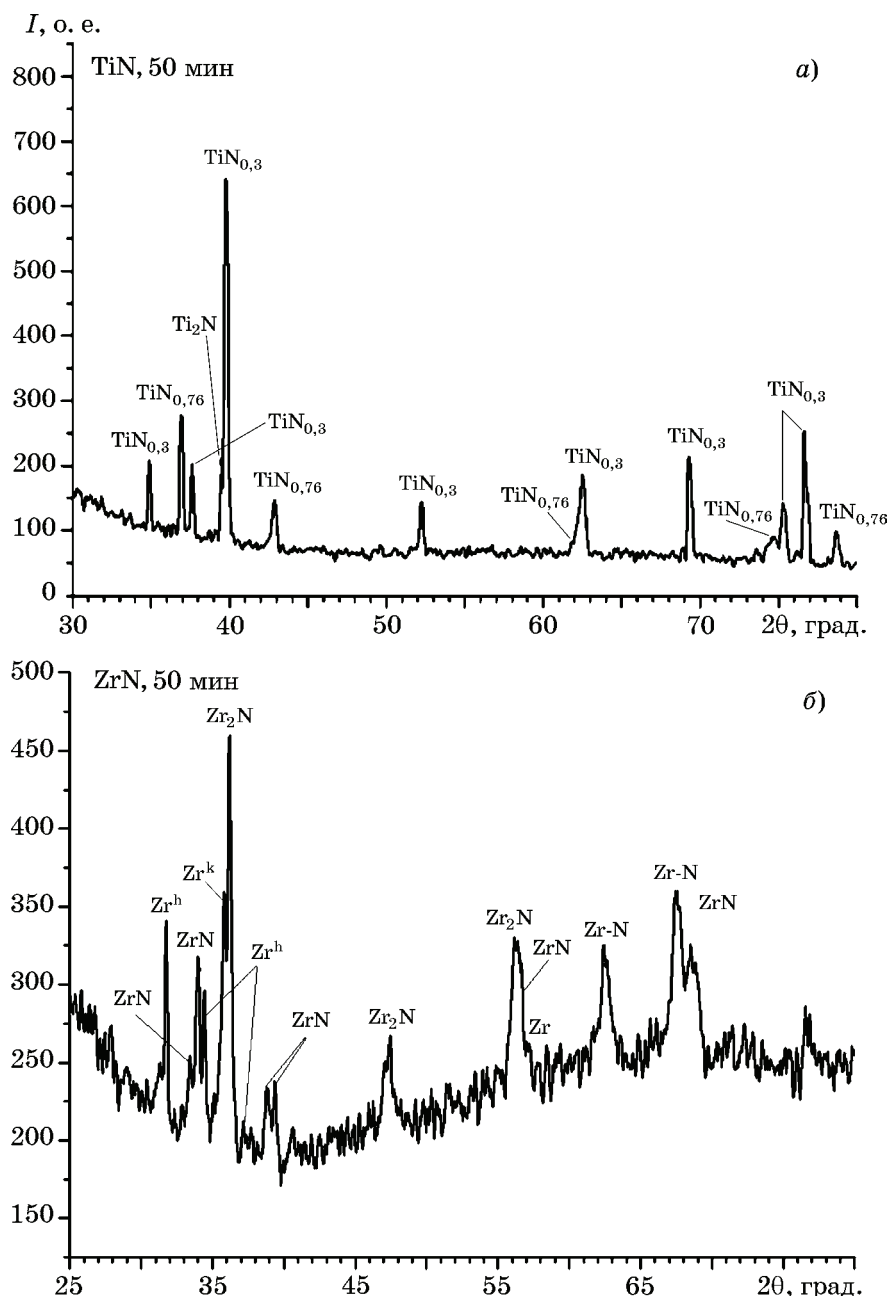 I, о. е.
TiN, 50 мин
а)
800
700
600
500
400
300
200
100
0
TiN0,3
Ti2N
TiN0,76
TiN0,3
TiN0,3
TiN0,76
TiN0,3
TiN0,76
TiN0,3
TiN0,3
TiN0,3
TiN0,76
TiN0,76
30 40 50 60 70 2θ, град.
ZrN, 50 мин
б)
500
450
400
350
300
250
200
150
Zr2N
Zrk
Zrh
ZrN
Zrh
ZrN
ZrN
Zr2N
Zr2N
ZrN
Zr
Zr-N
Zr-N
ZrN
25 35 45 55 65 2θ, град.